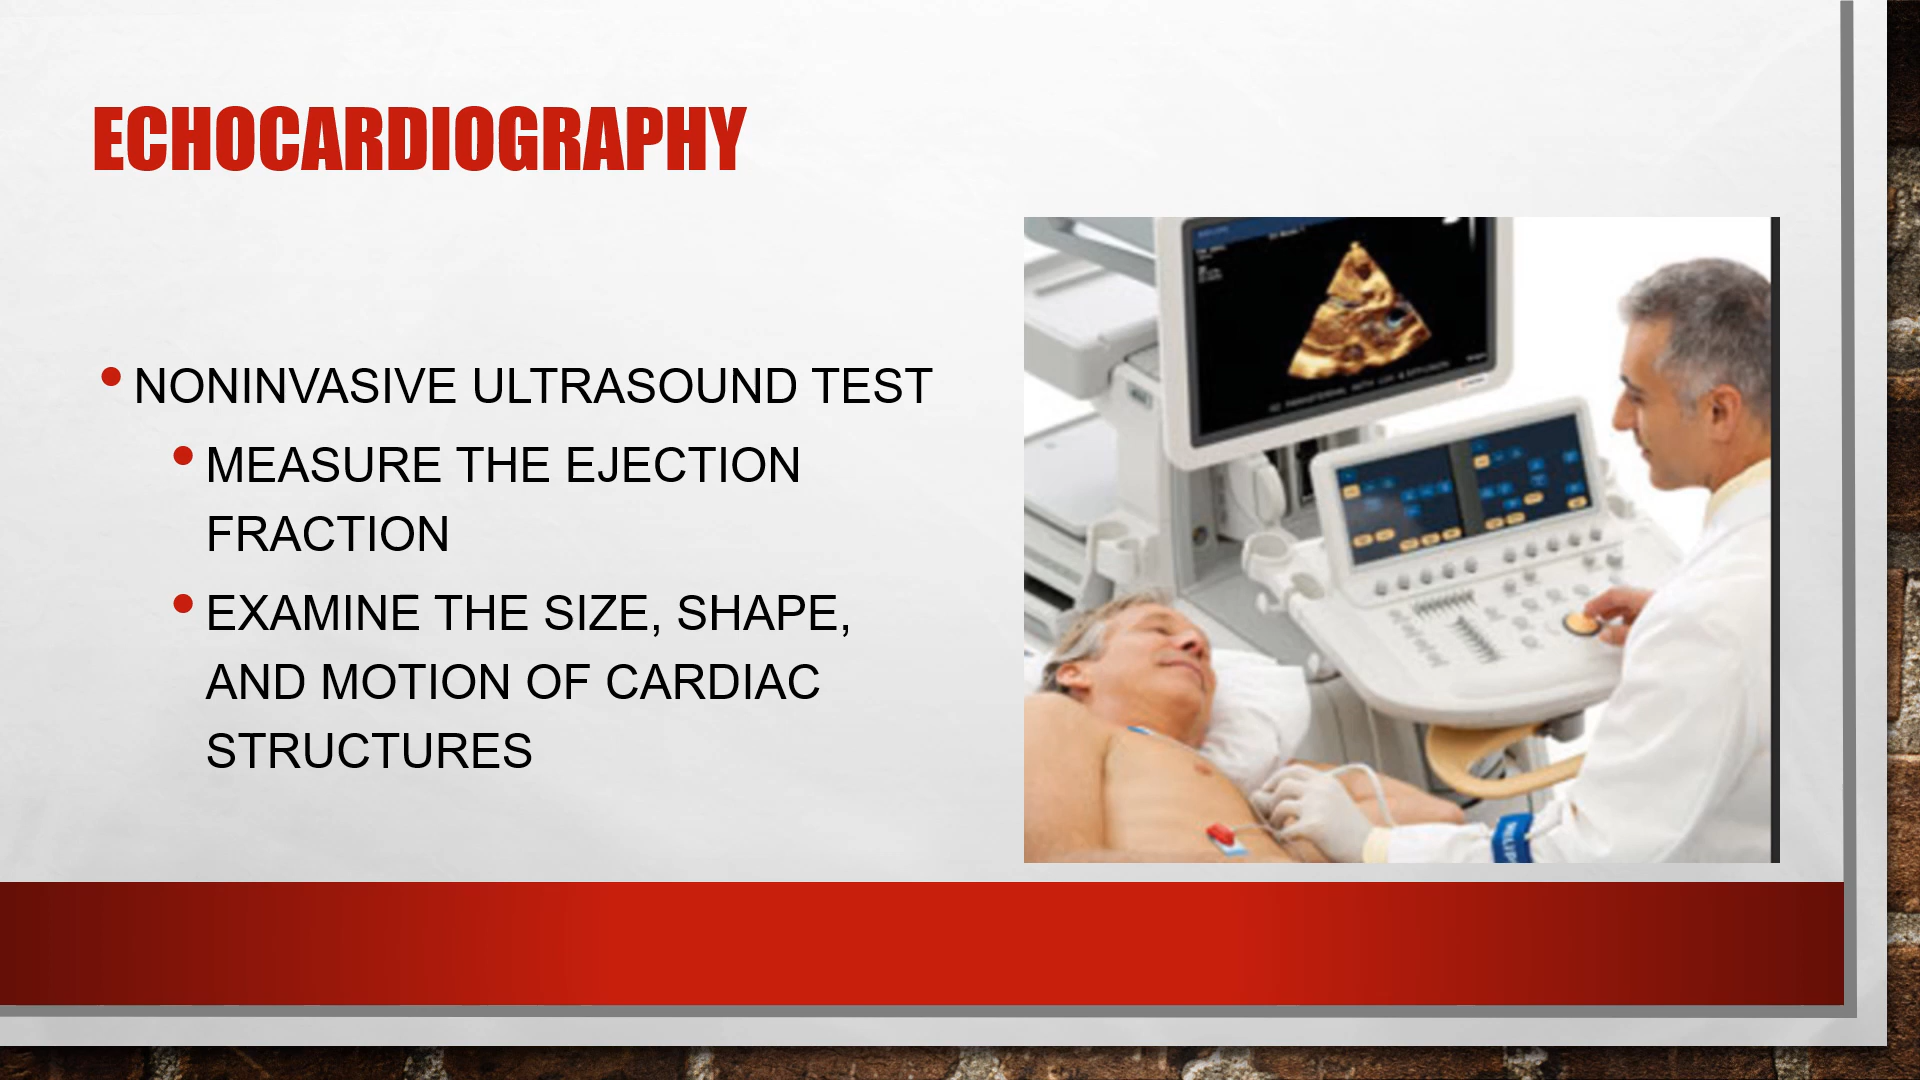 ECHOCARDIOGRAPHY
• NONINVASIVE ULTRASOUND TEST
• MEASURE THE EJECTION
FRACTION
• EXAMINE THE SIZE, SHAPE,
AND MOTION OF CARDIAC
STRUCTURES